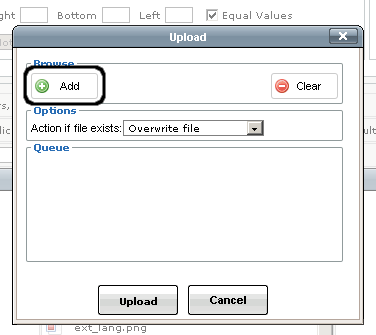 ght Bottom Left Equal Values
Upload
Browse
Add Clear
Options
Action if file exists: Overwrite file
Queue
Upload Cancel
ext_lang.png